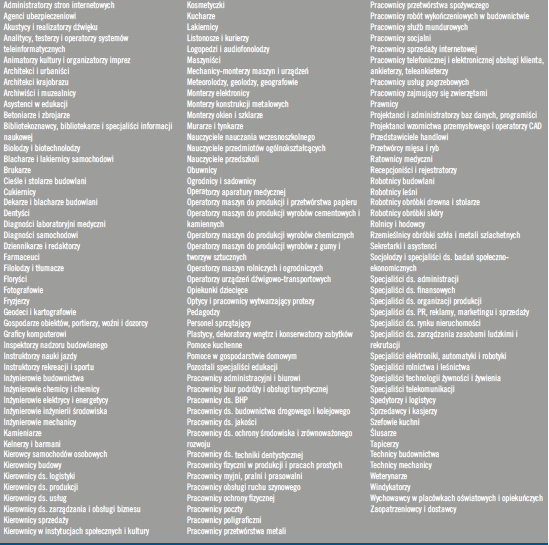 Administratorzy stron internetowych
Agenci ubezpieczeniowi
Akustycy i realizatorzy dźwięku
Analitycy, testerzy i operatorzy systemów
teleinformatycznych
Animatorzy kultury i organizatorzy imprez
Architekci i urbaniści
Architekci krajobrazu
Archiwiści i muzealnicy
Asystenci w edukacji
Betoniarze i zbrojarze
Bibliotekoznawcy, bibliotekarze i specjaliści informacji
naukowej
Biolodzy i biotechnolodzy
Blacharze i lakiernicy samochodowi
Brukarze
Cieśle i stolarze budowlani
Cukiernicy
Dekarze i blacharze budowlani
Dentyści
Diagności laboratoryjni medyczni
Diagności samochodowi
Dziennikarze i redaktorzy
Farmaceuci
Filolodzy i tłumacze
Floryści
Fotografowie
Fryzjerzy
Geodeci i kartografowie
Gospodarze obiektów, portierzy, woźni i dozorcy
Graficy komputerowi
Inspektorzy nadzoru budowlanego
Instruktorzy nauki jazdy
Instruktorzy rekreacji i sportu
Inżynierowie budownictwa
Inżynierowie chemicy i chemicy
Inżynierowie elektrycy i energetycy
Inżynierowie inżynierii środowiska
Inżynierowie mechanicy
Kamieniarze
Kelnerzy i barmani
Kierowcy samochodów osobowych
Kierownicy budowy
Kierownicy ds. logistyki
Kierownicy ds. produkcji
Kierownicy ds. usług
Kierownicy ds. zarządzania i obsługi biznesu
Kierownicy sprzedaży
Kierownicy w instytucjach społecznych i kultury
Kosmetyczki
Kucharze
Lakiernicy
Listonosze i kurierzy
Logopedzi i audiofonolodzy
Maszyniści
Mechanicy-monterzy maszyn i urządzeń
Meteorolodzy, geolodzy, geografowie
Monterzy elektronicy
Monterzy konstrukcji metalowych
Monterzy okien i szklarze
Murarze i tynkarze
Nauczyciele nauczania wczesnoszkolnego
Nauczyciele przedmiotów ogólnokształcących
Nauczyciele przedszkoli
Obuwnicy
Ogrodnicy i sadownicy
Operatorzy aparatury medycznej
Operatorzy maszyn do produkcji i przetwórstwa papieru
Operatorzy maszyn do produkcji wyrobów cementowych i
kamiennych
Operatorzy maszyn do produkcji wyrobów chemicznych
Operatorzy maszyn do produkcji wyrobów z gumy i
tworzyw sztucznych
Operatorzy maszyn rolniczych i ogrodniczych
Operatorzy urządzeń dźwigowo-transportowych
Opiekunki dziecięce
Optycy i pracownicy wytwarzający protezy
Pedagodzy
Personel sprzątający
Plastycy, dekoratorzy wnętrz i konserwatorzy zabytków
Pomoce kuchenne
Pomoce w gospodarstwie domowym
Pozostali specjaliści edukacji
Pracownicy administracyjni i biurowi
Pracownicy biur podróży i obsługi turystycznej
Pracownicy ds. BHP
Pracownicy ds. budownictwa drogowego i kolejowego
Pracownicy ds. jakości
Pracownicy ds. ochrony środowiska i zrównoważonego
rozwoju
Pracownicy ds. techniki dentystycznej
Pracownicy fizyczni w produkcji i pracach prostych
Pracownicy myjni, pralni i prasowalni
Pracownicy obsługi ruchu szynowego
Pracownicy ochrony fizycznej
Pracownicy poczty
Pracownicy poligraficzni
Pracownicy przetwórstwa metali
Pracownicy przetwórstwa spożywczego
Pracownicy robót wykończeniowych w budownictwie
Pracownicy służb mundurowych
Pracownicy socjalni
Pracownicy sprzedaży internetowej
Pracownicy telefonicznej i elektronicznej obsługi klienta,
ankieterzy, teleankieterzy
Pracownicy usług pogrzebowych
Pracownicy zajmujący się zwierzętami
Prawnicy
Projektanci i administratorzy baz danych, programiści
Projektanci wzornictwa przemysłowego i operatorzy CAD
Przedstawiciele handlowi
Przetwórcy mięsa i ryb
Ratownicy medyczni
Recepcjoniści i rejestratorzy
Robotnicy budowlani
Robotnicy leśni
Robotnicy obróbki drewna i stolarze
Robotnicy obróbki skóry
Rolnicy i hodowcy
Rzemieślnicy obróbki szkła i metali szlachetnych
Sekretarki i asystenci
Socjolodzy i specjaliści ds. badań społeczno-
ekonomicznych
Specjaliści ds. administracji
Specjaliści ds. finansowych
Specjaliści ds. organizacji produkcji
Specjaliści ds. PR, reklamy, marketingu i sprzedaży
Specjaliści ds. rynku nieruchomości
Specjaliści ds. zarządzania zasobami ludzkimi i
rekrutacji
Specjaliści elektroniki, automatyki i robotyki
Specjaliści rolnictwa i leśnictwa
Specjaliści technologii żywności i żywienia
Specjaliści telekomunikacji
Spedytorzy i logistycy
Sprzedawcy i kasjerzy
Szefowie kuchni
Ślusarze
Tapicerzy
Technicy budownictwa
Technicy mechanicy
Weterynarze
Windykatorzy
Wychowawcy w placówkach oświatowych i opiekuńczych
Zaopatrzeniowcy i dostawcy